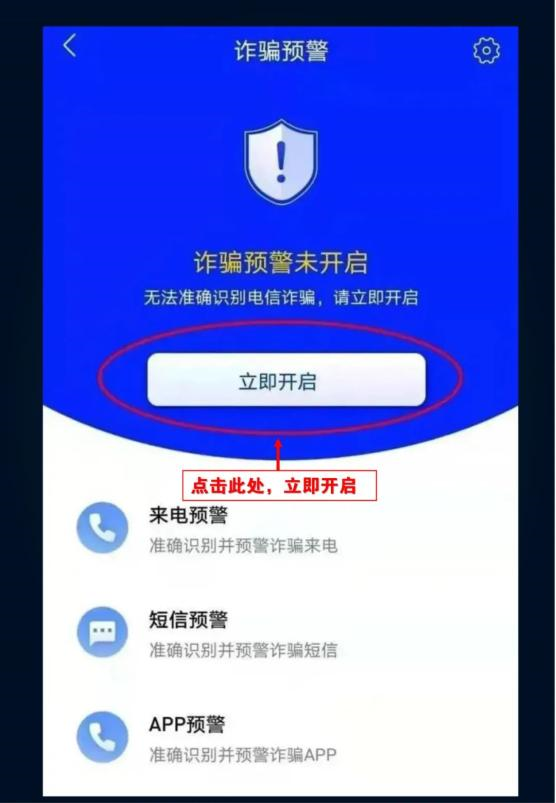 诈骗预警
诈骗预警未开启
无法准确识别电信诈骗，请立即开启
立即开启
点击此处，立即开启
来电预警
准确识别并预警诈骗来电
短信预警
准确识别并预警诈骗短信
APP预警
准确识别并预警诈骗APP